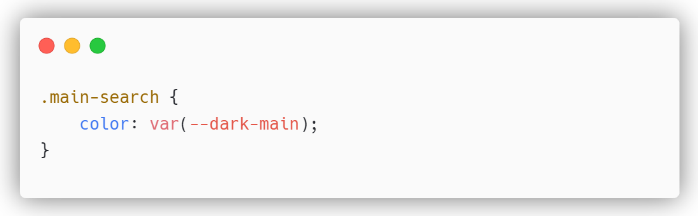 .main-search {
    color: var(--dark-main);
}